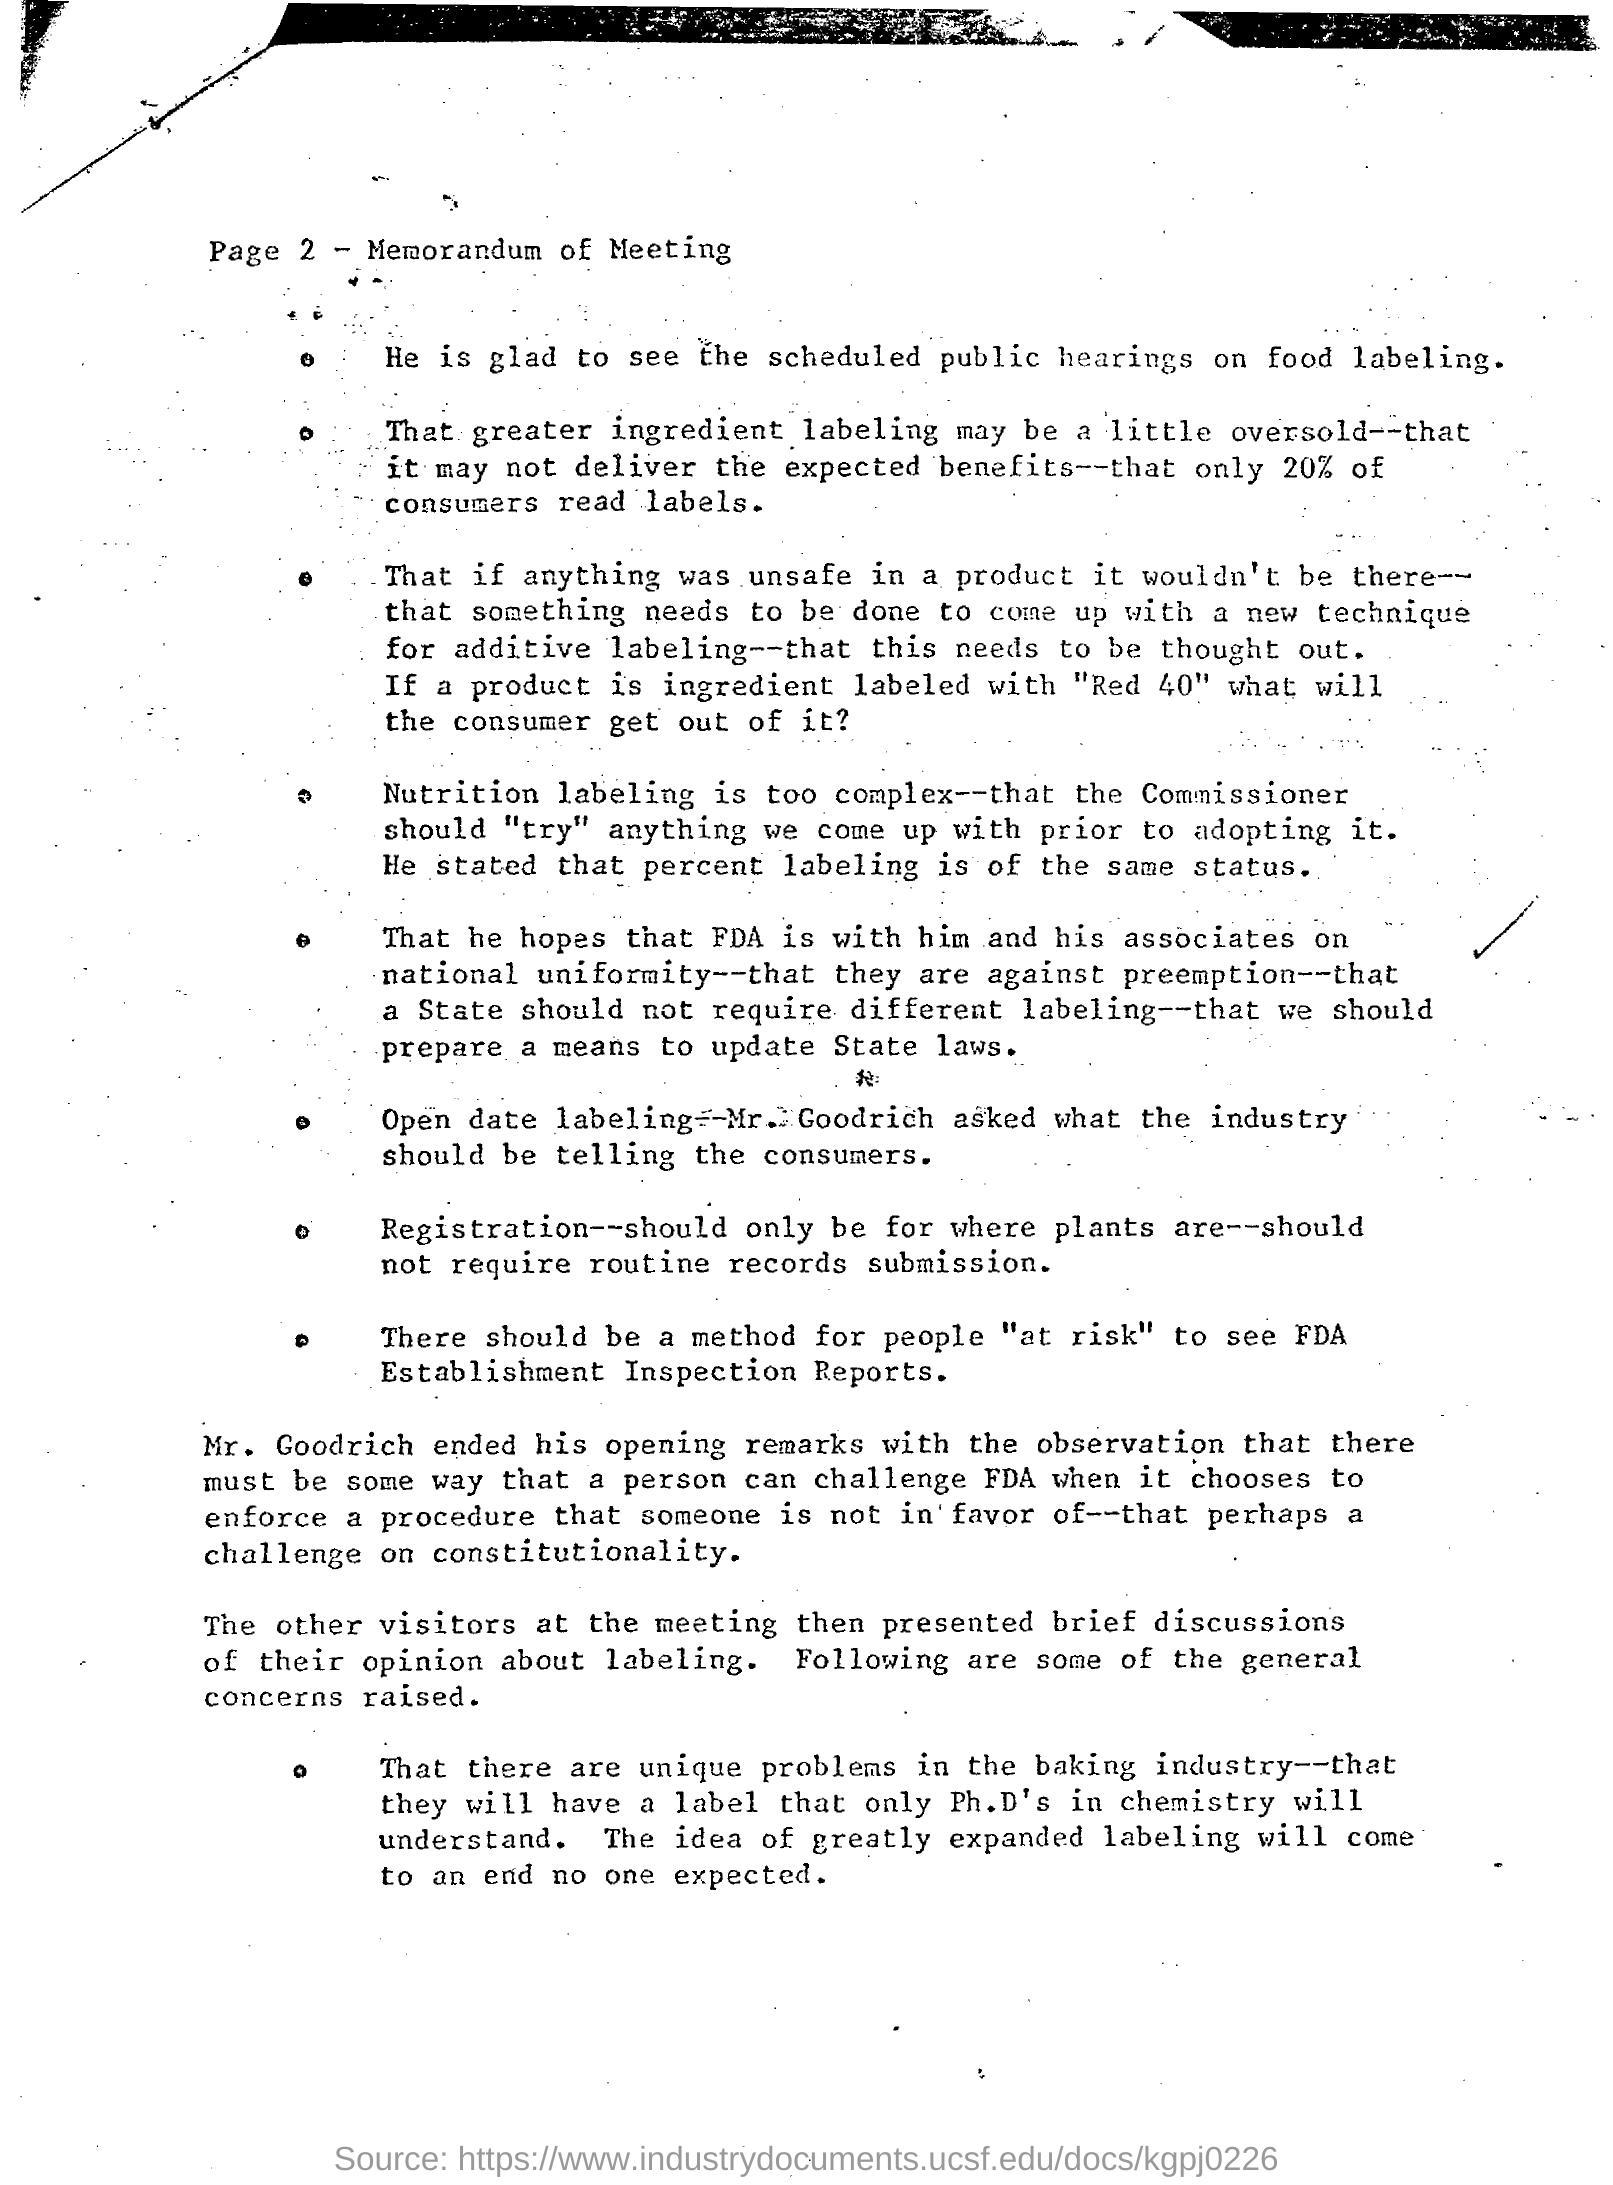 Page 2 - Memorandum of Meeting
o He is glad to see the scheduled public hearings on food labeling.
o That greater ingredient labeling may be a little oversold--that
it may not deliver the expected benefits--that only 20% of
consumers read labels.
o That if anything was unsafe in a product it wouldn't be there--
that something needs to be done to come up with a new technique
for additive labeling--that this needs to be thought out.
If a product is ingredient labeled with "Red 40" what will
the consumer get out of it?
o Nutrition labeling is too complex--that the Commissioner
should "try" anything we come up with prior to adopting it.
He stated that percent labeling is of the same status.
o That he hopes that FDA is with him and his associates on
national uniformity--that they are against preemption--that
a State should not require different labeling--that we should
prepare a means to update State laws.
o Open date labeling--Mr. Goodrich asked what the industry
should be telling the consumers.
o Registration--should only be for where plants are--should
not require routine records submission.
o There should be a method for people "at risk" to see FDA
Establishment Inspection Reports.
Mr. Goodrich ended his opening remarks with the observation that there
must be some way that a person can challenge FDA when it chooses to
enforce a procedure that someone is not in favor of--that perhaps a
challenge on constitutionality.
The other visitors at the meeting then presented brief discussions
of their opinion about labeling. Following are some of the general
concerns raised.
o That there are unique problems in the baking industry--that
they will have a label that only Ph.D's in chemistry will
understand. The idea of greatly expanded labeling will come
to an end no one expected.
Source: https://www.industrydocuments.ucsf.edu/docs/kgpj0226